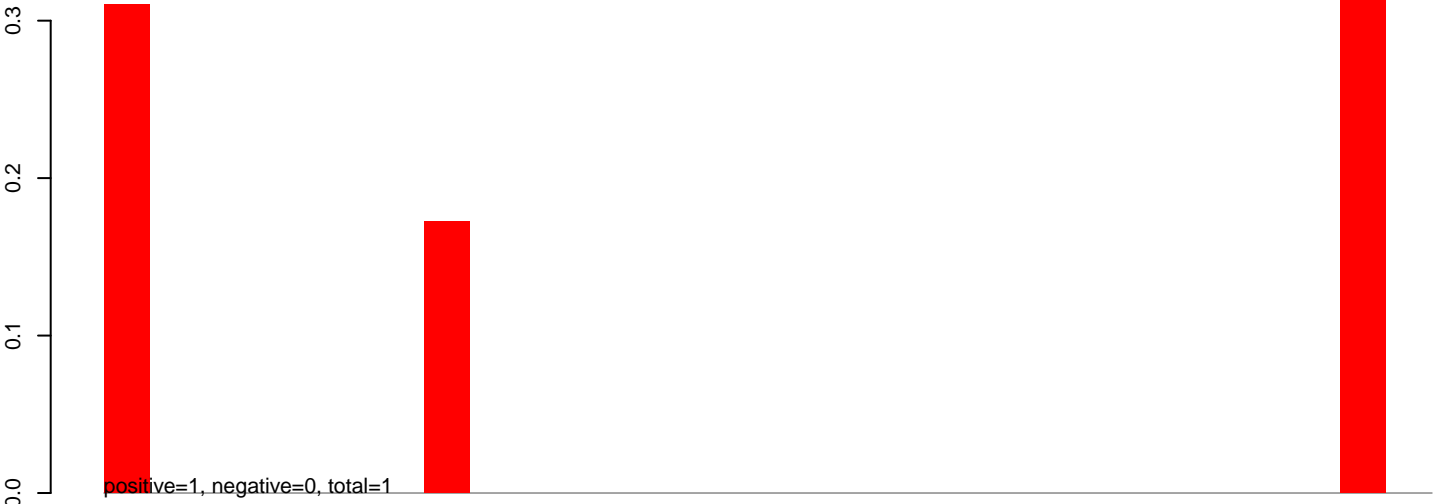 0.3
0.2
0.1
0.0
positive=1, negative=0, total=1